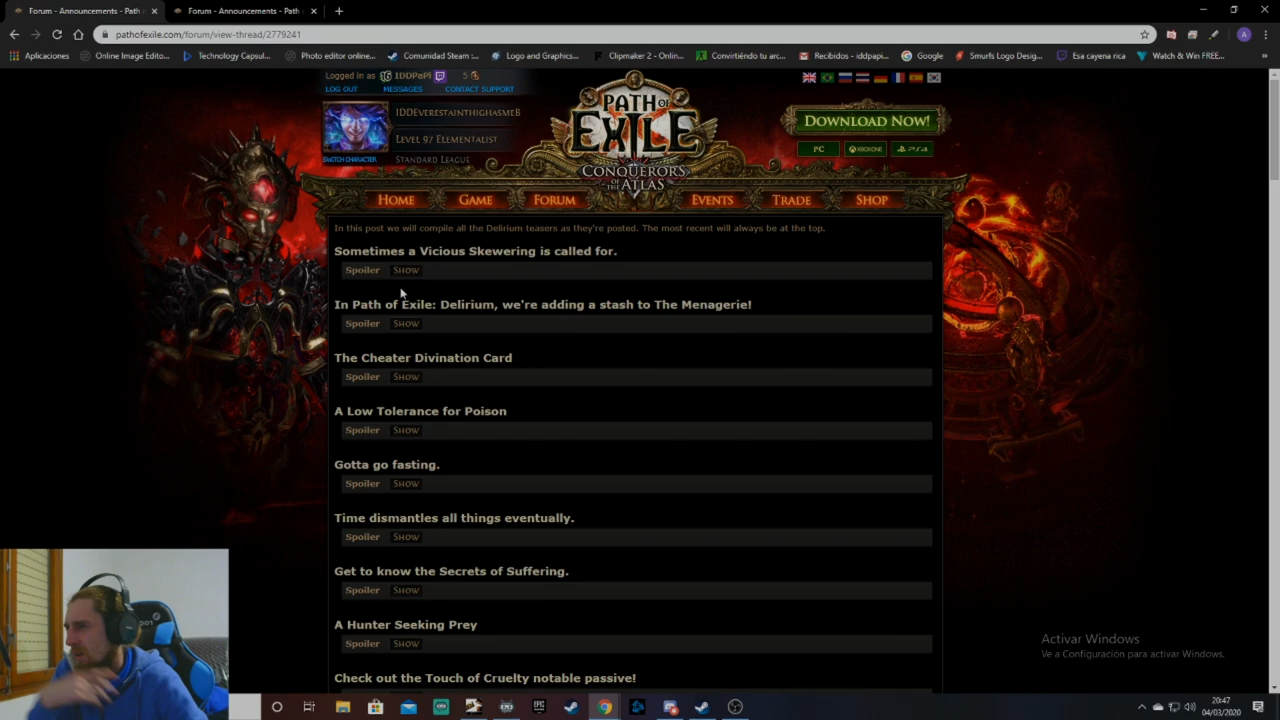 Forum - Announcements - Path o
Forum - Announcements - Path o
pathofexile.com/forum/view-thread/2779241
Aplicaciones
Online Image Edito...
Technology Capsul...
Photo editor online...
Comunidad Steam :...
Logo and Graphics...
Clipmaker 2 - Onlin...
Convirtiéndo tu arc...
Recibidos - iddpapi...
Google
Smurfs Logo Desig...
Esa cayena rica
Watch & Win FREE...
Logged in as IDDPaPi 5
LOG OUT MESSAGES CONTACT SUPPORT
IDDEverestainthighasmeB
Level 97 Elementalist
SWITCH CHARACTER Standard League
PATH OF EXILE
CONQUERORS OF THE ATLAS
DOWNLOAD NOW!
PC XBOX ONE PS4
HOME GAME FORUM EVENTS TRADE SHOP
In this post we will compile all the Delirium teasers as they're posted. The most recent will always be at the top.
Sometimes a Vicious Skewering is called for.
Spoiler Show
In Path of Exile: Delirium, we're adding a stash to The Menagerie!
Spoiler Show
The Cheater Divination Card
Spoiler Show
A Low Tolerance for Poison
Spoiler Show
Gotta go fasting.
Spoiler Show
Time dismantles all things eventually.
Spoiler Show
Get to know the Secrets of Suffering.
Spoiler Show
A Hunter Seeking Prey
Spoiler Show
Check out the Touch of Cruelty notable passive!
Activar Windows
Ve a Configuración para activar Windows.
20:47
04/03/2020